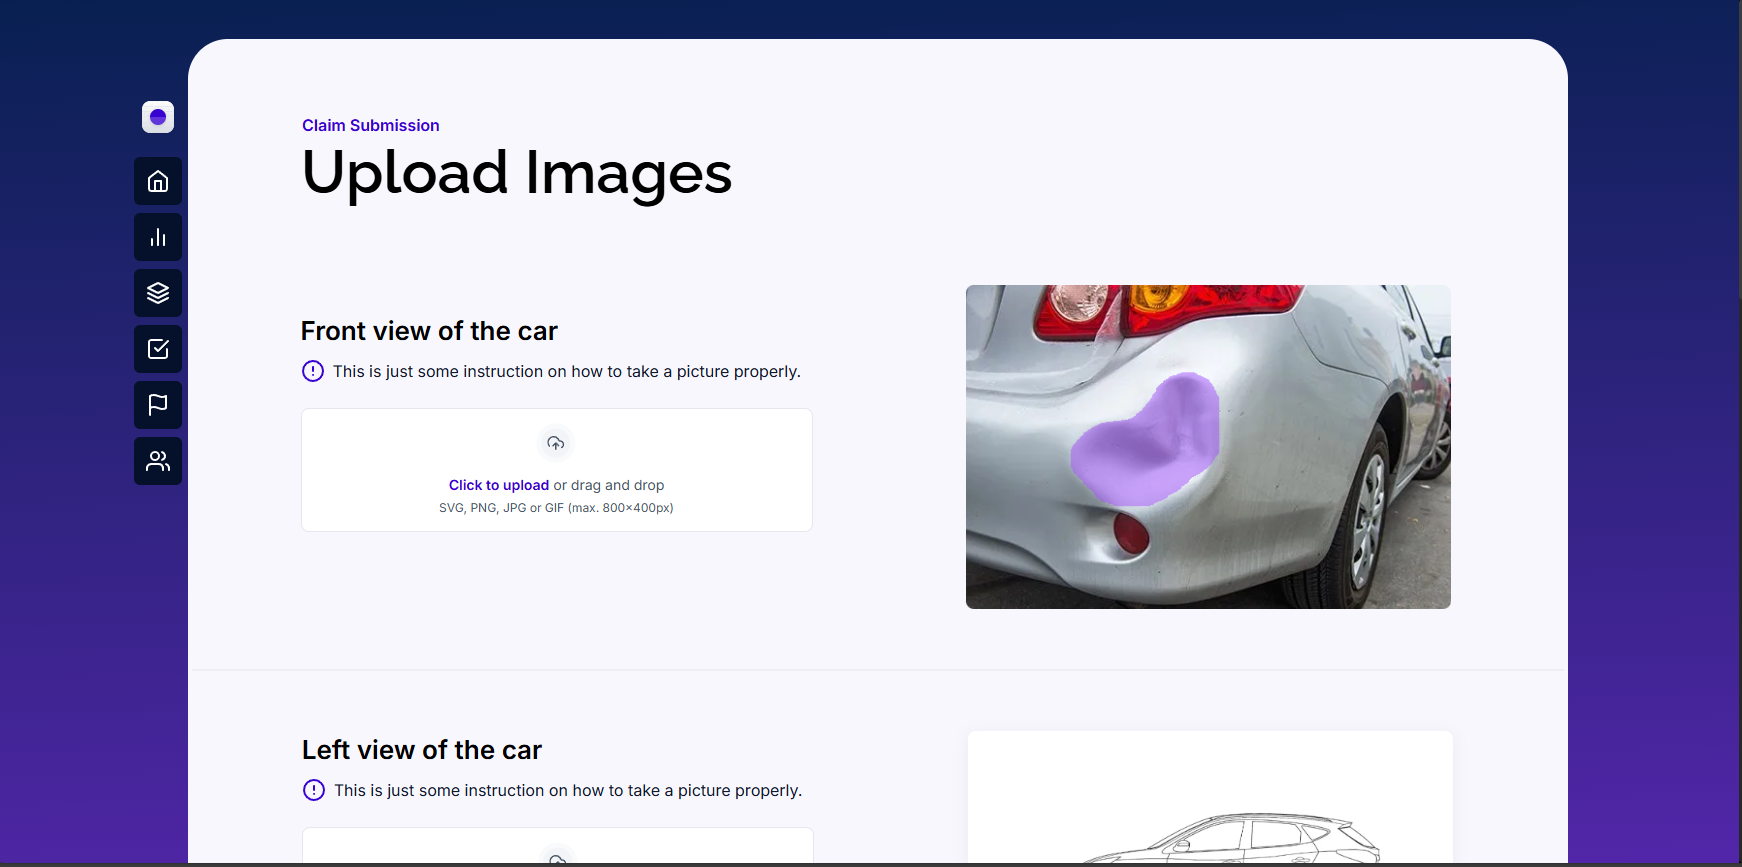 Claim Submission
Upload Images
Front view of the car
This is just some instruction on how to take a picture properly.
Click to upload or drag and drop
SVG, PNG, JPG or GIF (max. 800×400px)
Left view of the car
This is just some instruction on how to take a picture properly.